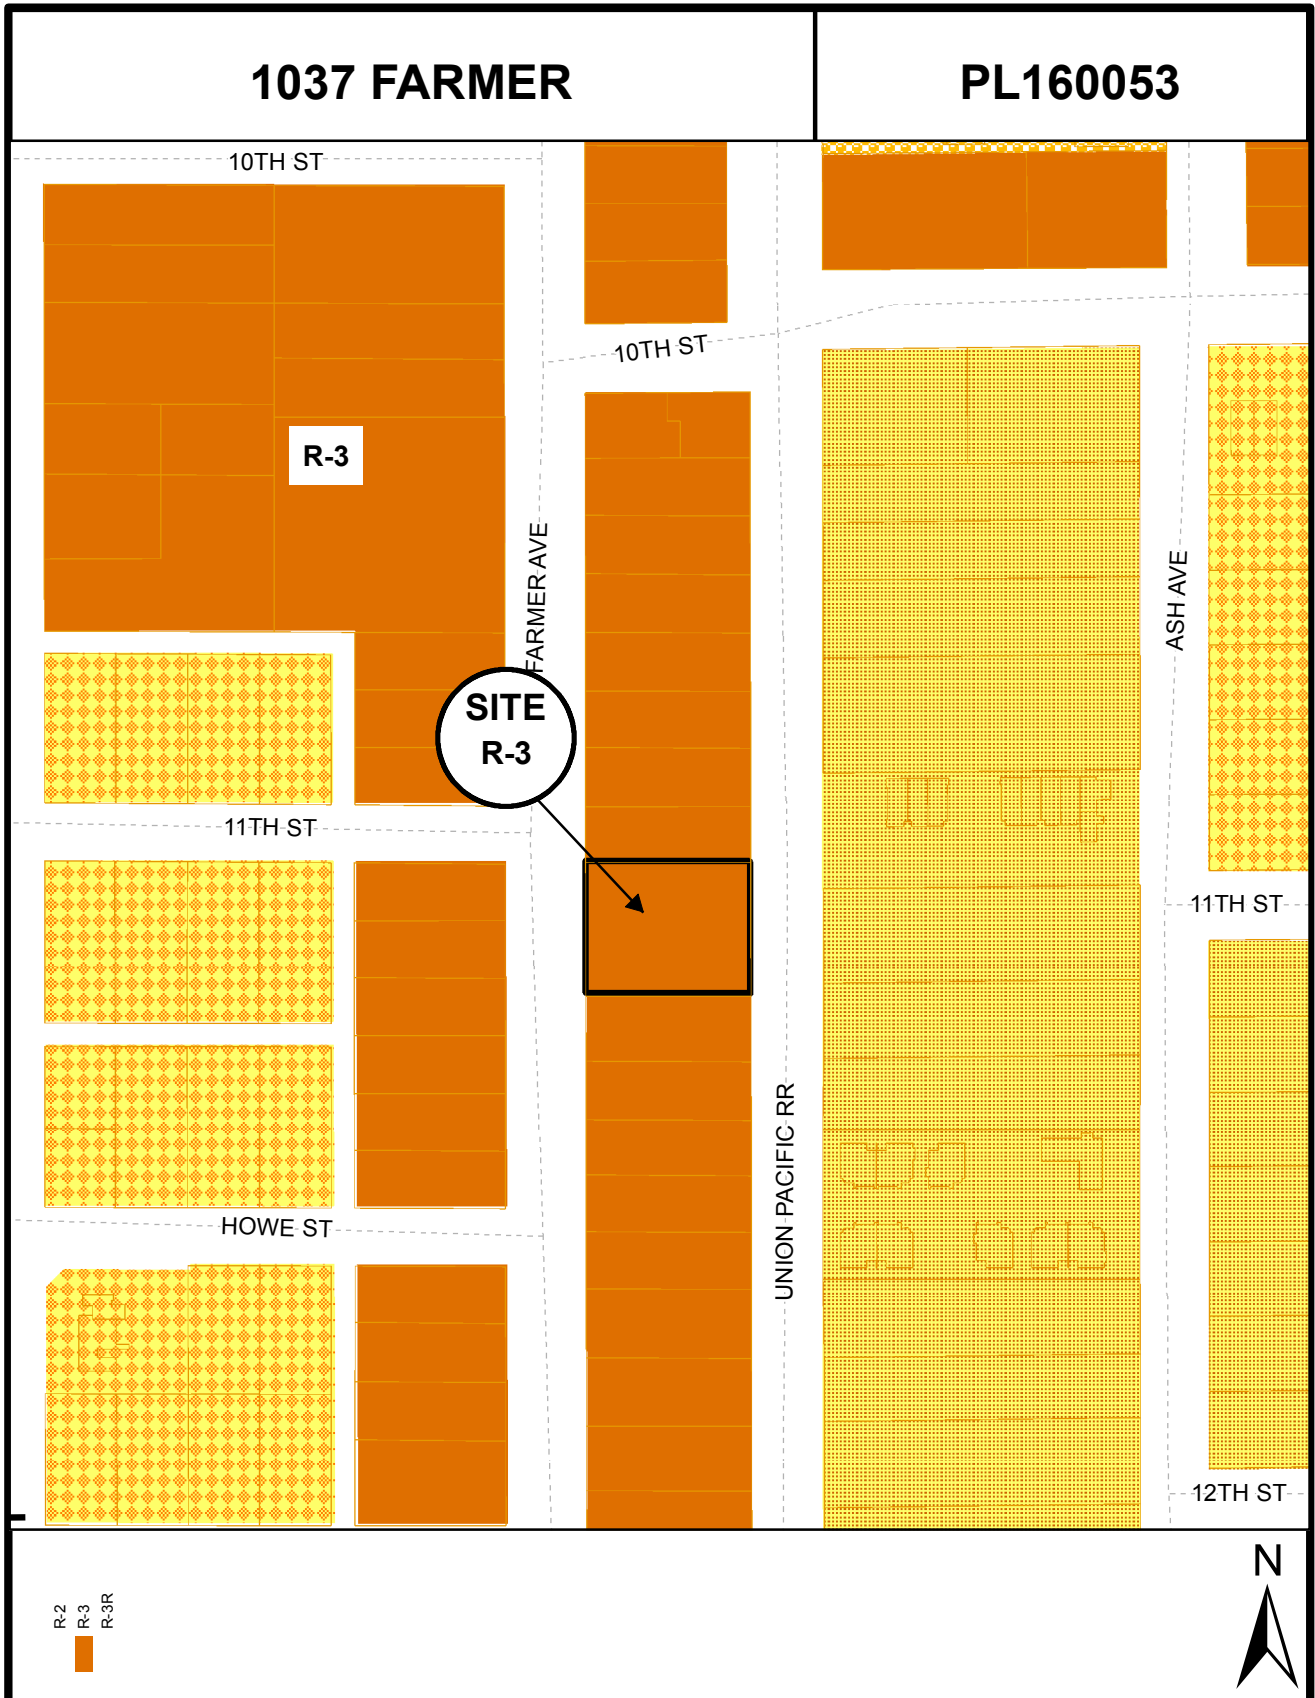 1037 FARMER
PL160053
10TH ST
10TH ST
R-3
FARMER AVE
ASH AVE
SITE
R-3
11TH ST
11TH ST
UNION PACIFIC RR
HOWE ST
12TH ST
N
R-2
R-3
R-3R